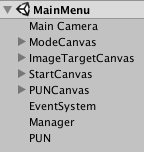 MainMenu
Main Camera
ModeCanvas
ImageTargetCanvas
StartCanvas
PUNCanvas
EventSystem
Manager
PUN